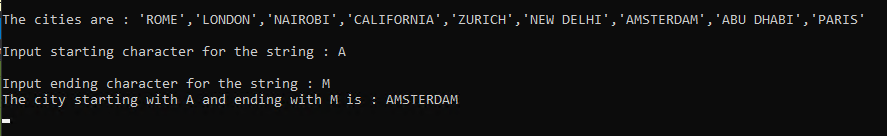 The cities are : 'ROME','LONDON','NAIROBI','CALIFORNIA','ZURICH','NEW DELHI','AMSTERDAM','ABU DHABI','PARIS'
Input starting character for the string : A
Input ending character for the string : M
The city starting with A and ending with M is : AMSTERDAM